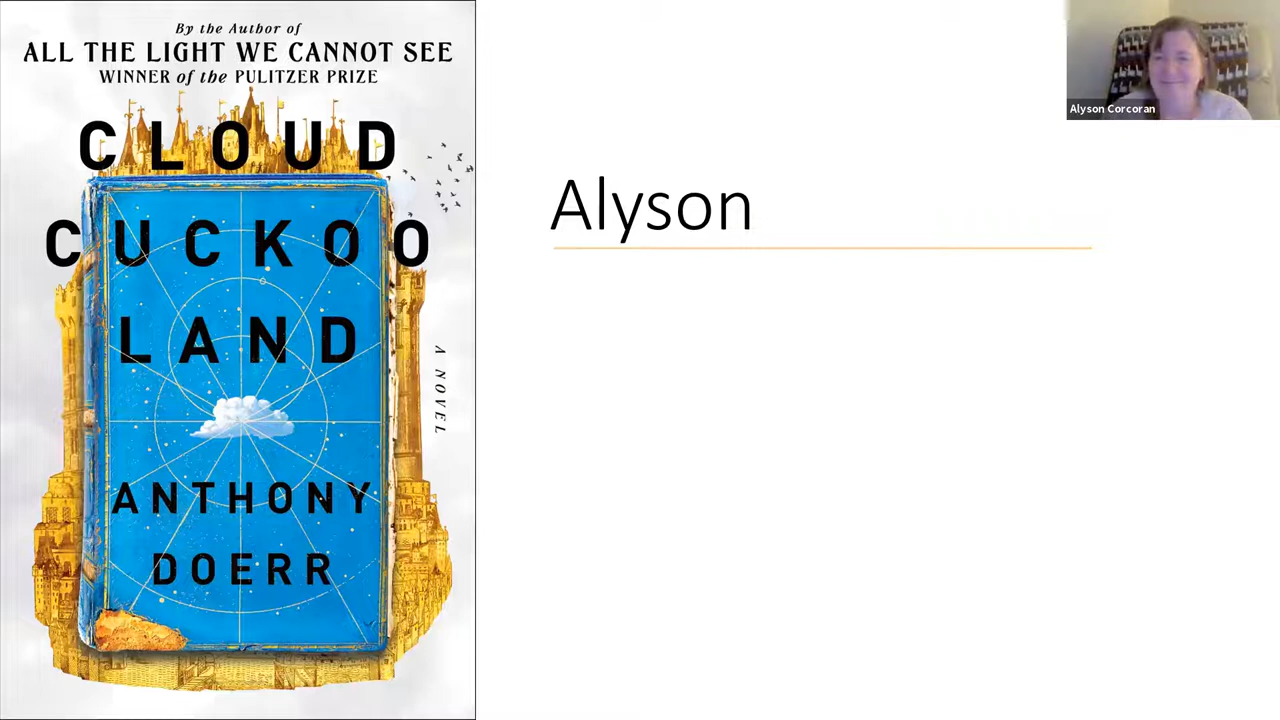 By the Author of
ALL THE LIGHT WE CANNOT SEE
WINNER of the PULITZER PRIZE
CLOUD
CUCKOO
LAND
A NOVEL
ANTHONY
DOERR
Alyson
Alyson Corcoran